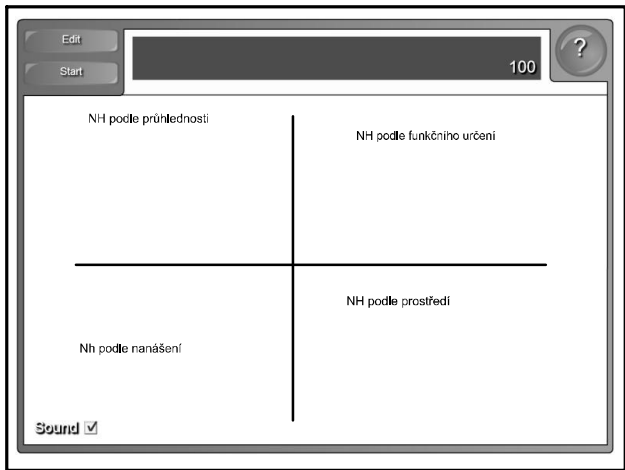 Edit
Start
100
?
NH podle průhlednosti
NH podle funkčního určení
NH podle prostředí
Nh podle nanášení
Sound